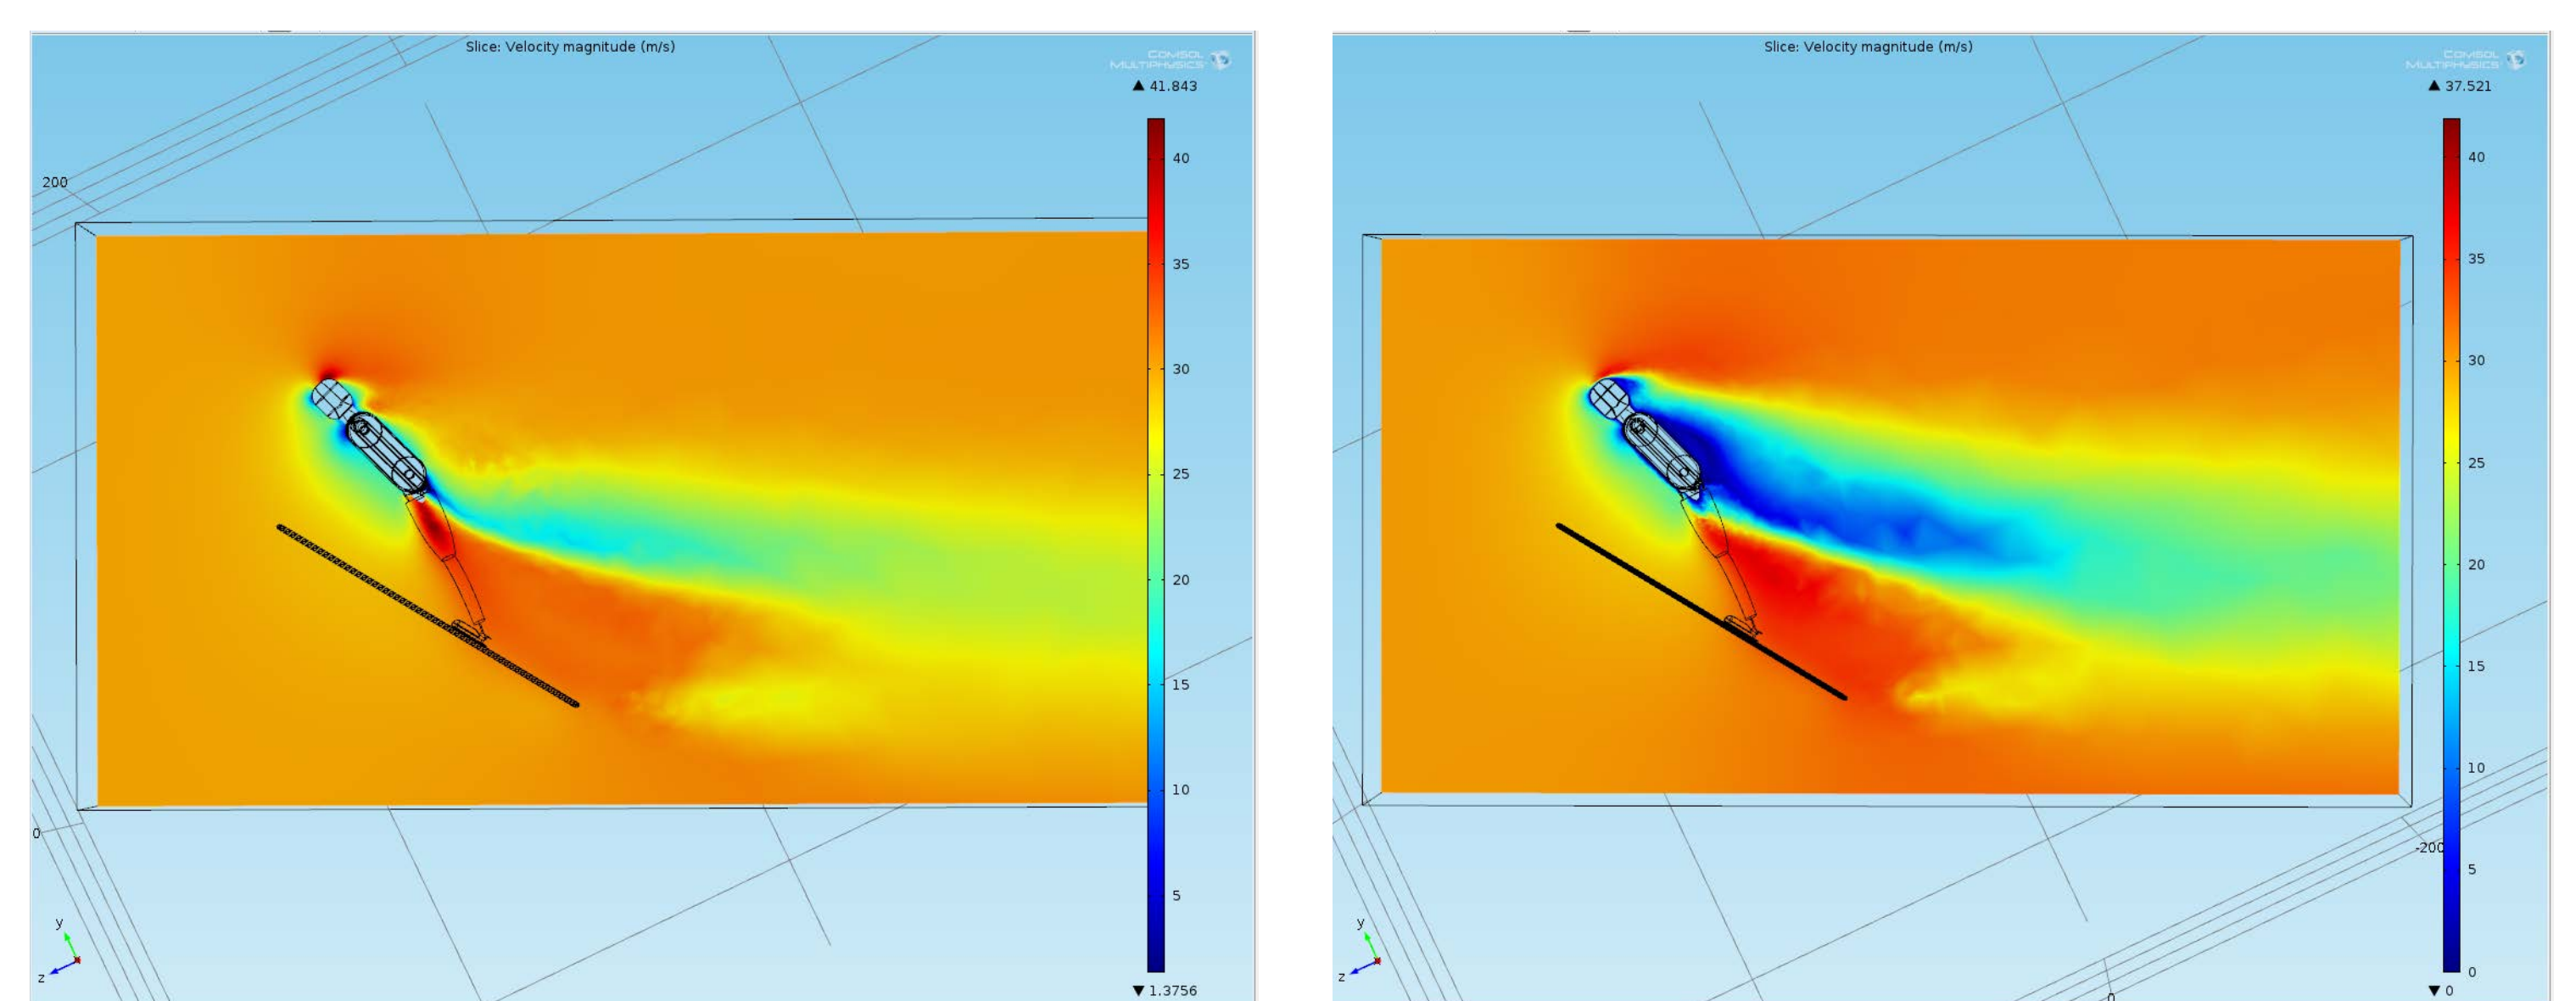 Slice: Velocity magnitude (m/s)
COMSOL
MULTIPHYSICS
▲ 41.843
40
35
30
25
20
15
10
5
▼ 1.3756
200
0
y
z
Slice: Velocity magnitude (m/s)
COMSOL
MULTIPHYSICS
▲ 37.521
40
35
30
25
20
15
10
5
0
▼ 0
-200
0
y
z